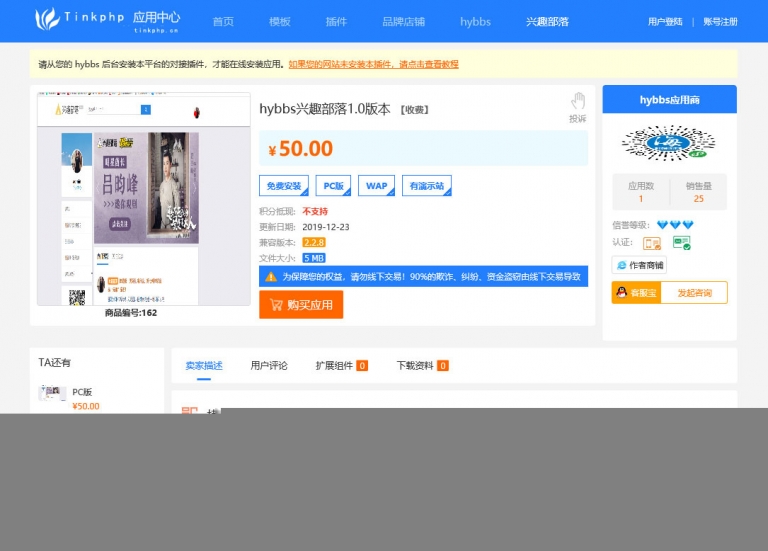 Tinkphp 应用中心
tinkphp.cn
首页 模板 插件 品牌店铺 hybbs 兴趣部落 用户登陆 | 账号注册
请从您的 hybbs 后台安装本平台的对接插件，才能在线安装应用。如果您的网站未安装本插件，请点击查看教程
吕昀峰
商品编号:162
hybbs兴趣部落1.0版本 【收费】
投诉
¥50.00
免费安装 PC版 WAP 有演示站
积分抵现: 不支持
更新日期: 2019-12-23
兼容版本: 2.2.8
文件大小: 5 MB
为保障您的权益，请勿线下交易！90%的欺诈、纠纷、资金盗窃由线下交易导致
购买应用
hybbs应用商
应用数 销售量
1 25
信誉等级:
认证:
作者商铺
客服宝 发起咨询
TA还有
PC版
¥50.00
卖家描述 用户评论 扩展组件 0 下载资料 0